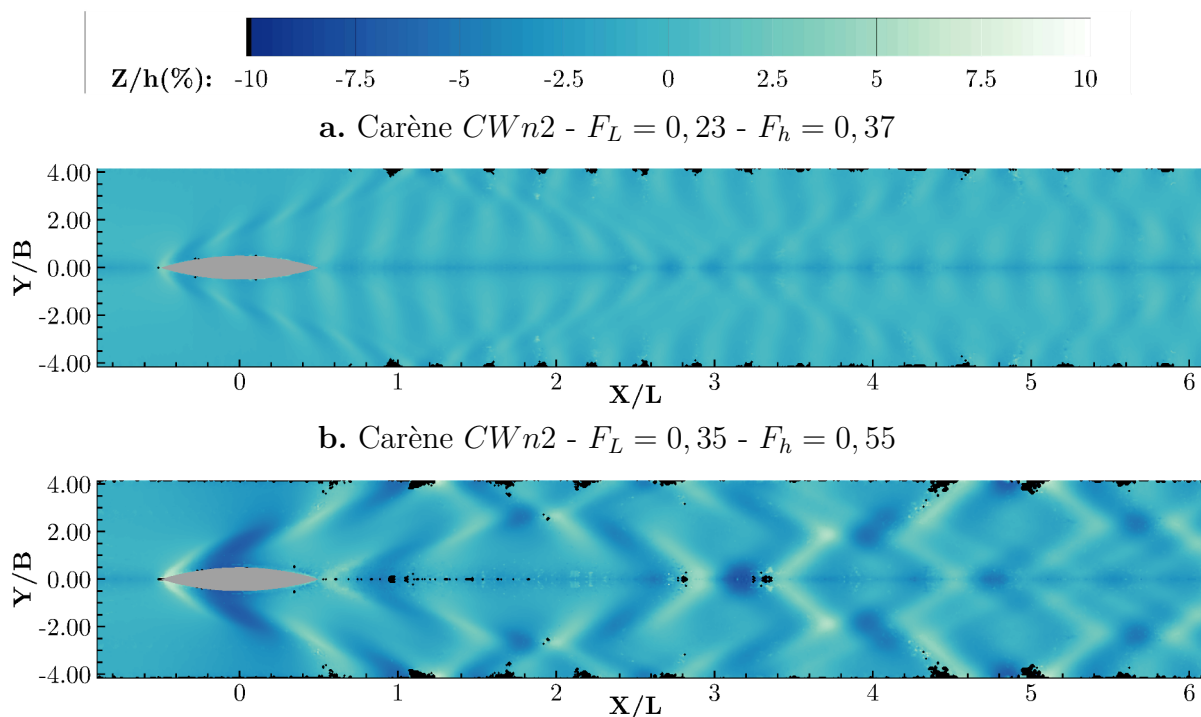 Z/h(%): -10 -7.5 -5 -2.5 0 2.5 5 7.5 10
a. Carène CWn2 - F_L = 0,23 - F_h = 0,37
Y/B
4.00
2.00
0.00
-2.00
-4.00
0 1 2 3 4 5 6
X/L
b. Carène CWn2 - F_L = 0,35 - F_h = 0,55
Y/B
4.00
2.00
0.00
-2.00
-4.00
0 1 2 3 4 5 6
X/L